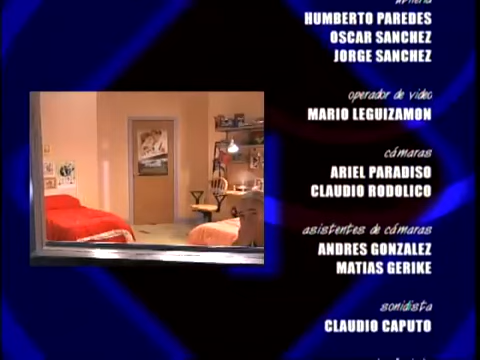 HUMBERTO PAREDES
OSCAR SANCHEZ
JORGE SANCHEZ
operador de video
MARIO LEGUIZAMON
cámaras
ARIEL PARADISO
CLAUDIO RODOLICO
asistentes de cámaras
ANDRES GONZALEZ
MATIAS GERIKE
sonidista
CLAUDIO CAPUTO